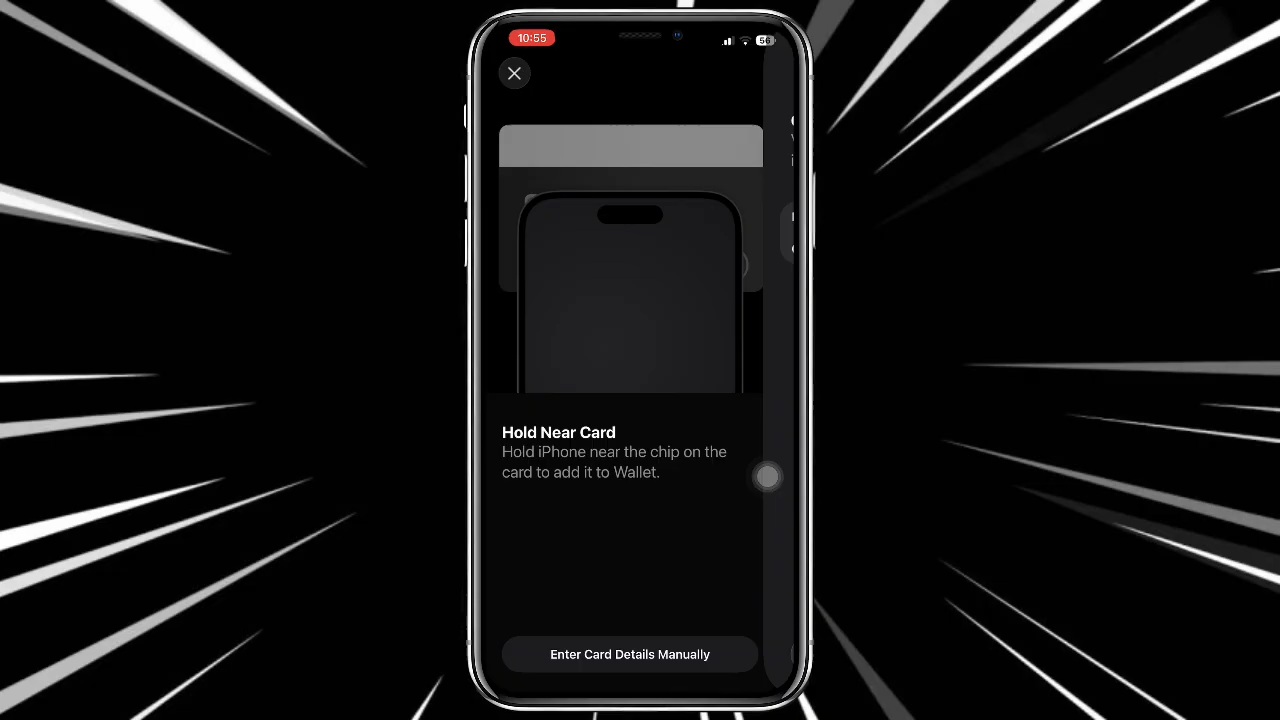 10:55
56
Hold Near Card
Hold iPhone near the chip on the
card to add it to Wallet.
Enter Card Details Manually